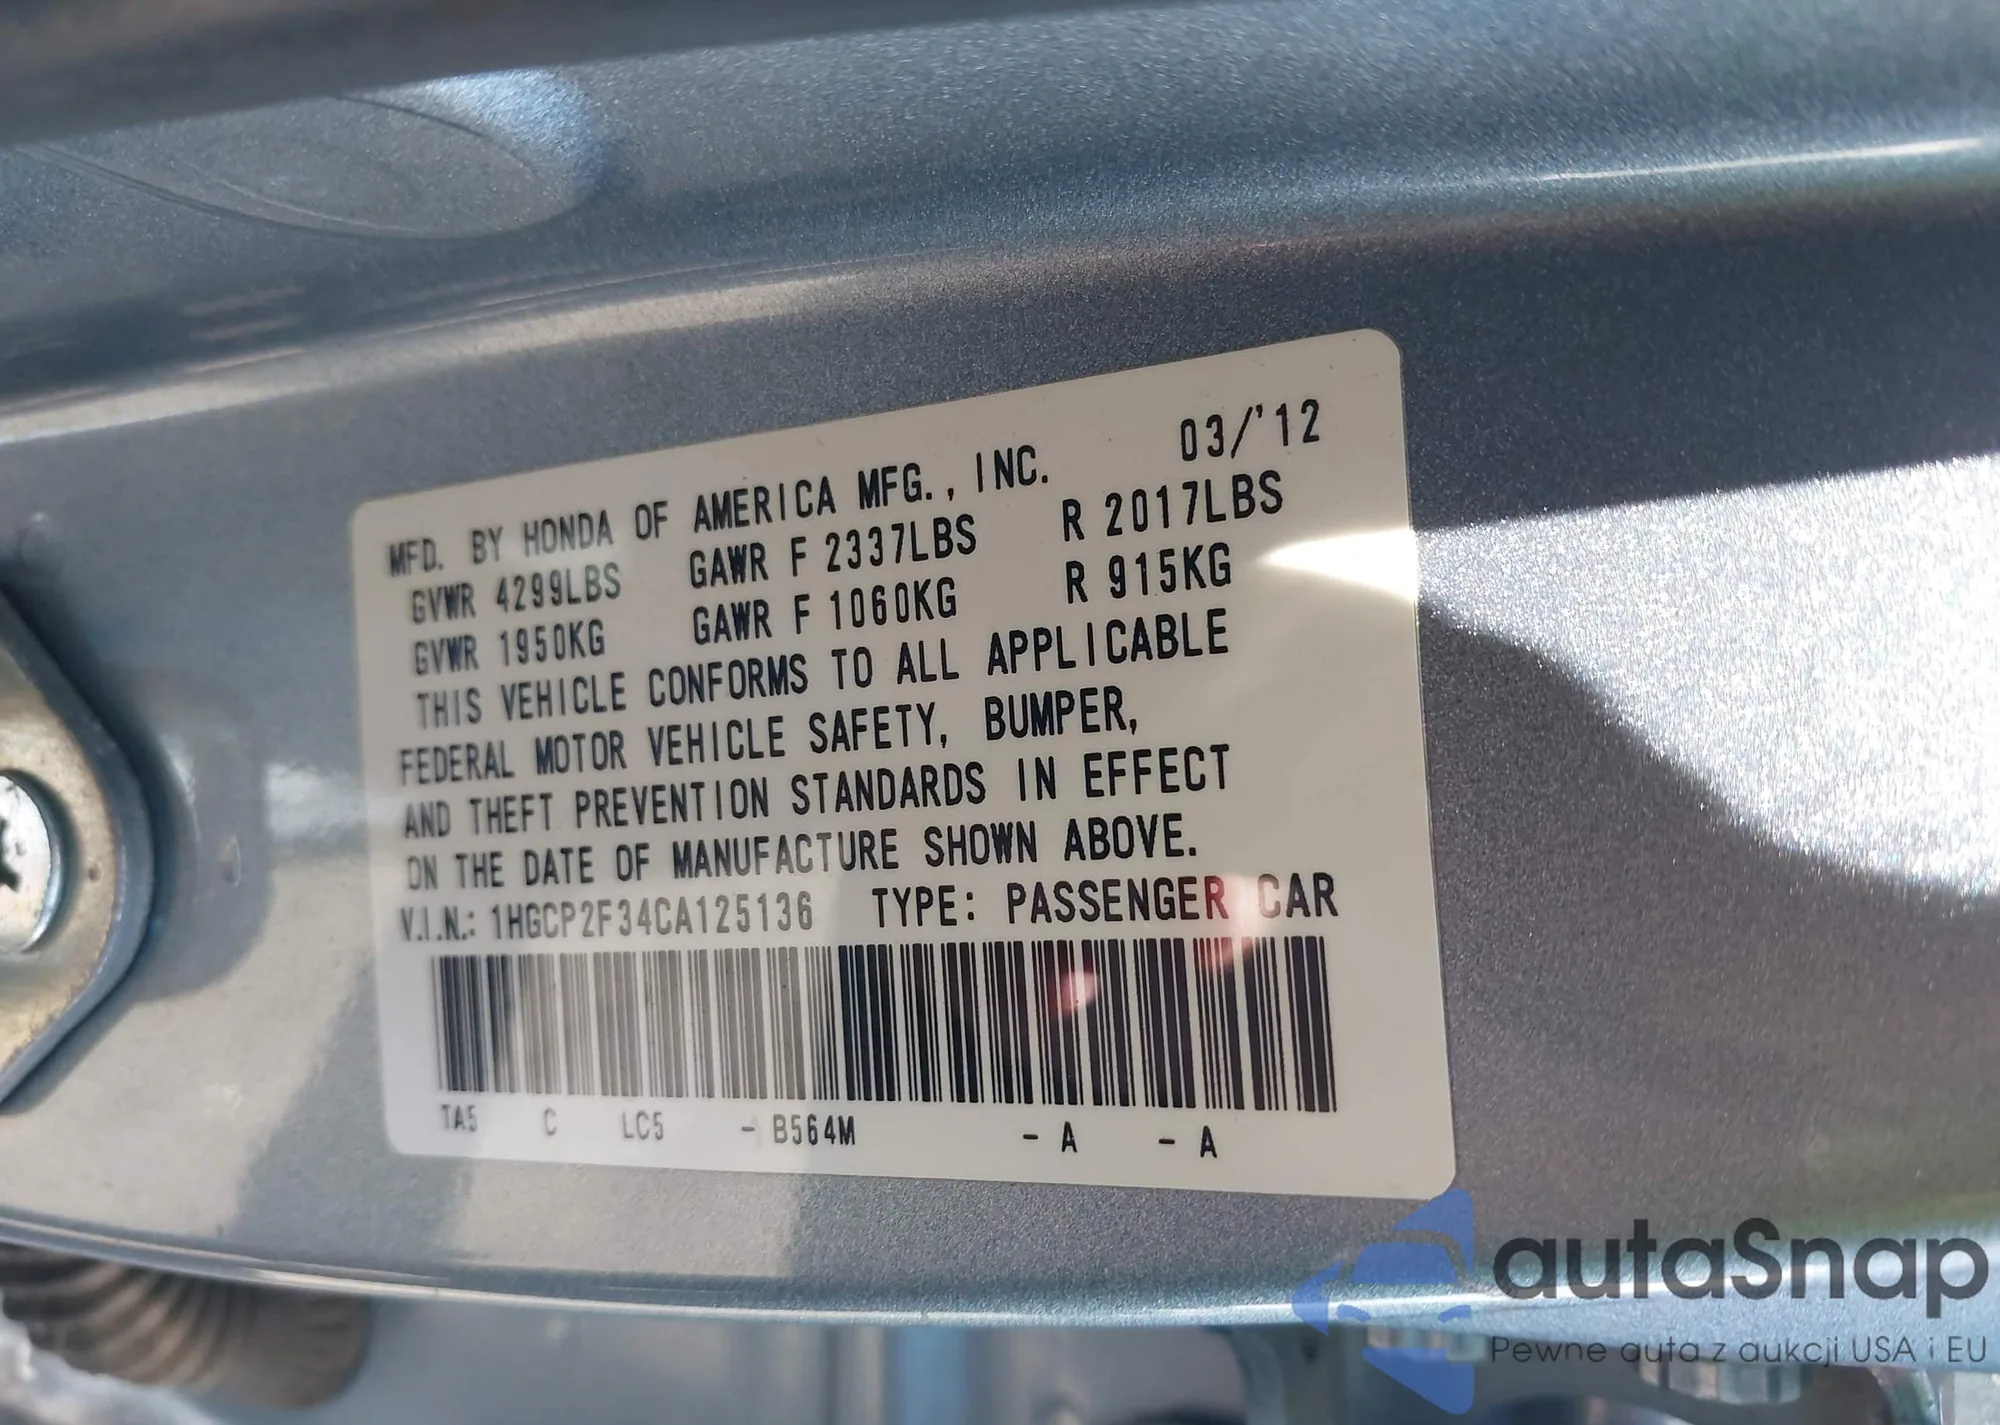 03/'12
MFD. BY HONDA OF AMERICA MFG., INC.
GVWR 4299LBS GAWR F 2337LBS R 2017LBS
GVWR 1950KG GAWR F 1060KG R 915KG
THIS VEHICLE CONFORMS TO ALL APPLICABLE
FEDERAL MOTOR VEHICLE SAFETY, BUMPER,
AND THEFT PREVENTION STANDARDS IN EFFECT
ON THE DATE OF MANUFACTURE SHOWN ABOVE.
V.I.N.: 1HGCP2F34CA125136 TYPE: PASSENGER CAR
TA5 C LC5 - B564M - A - A
autaSnap
Pewne auta z aukcji USA i EU